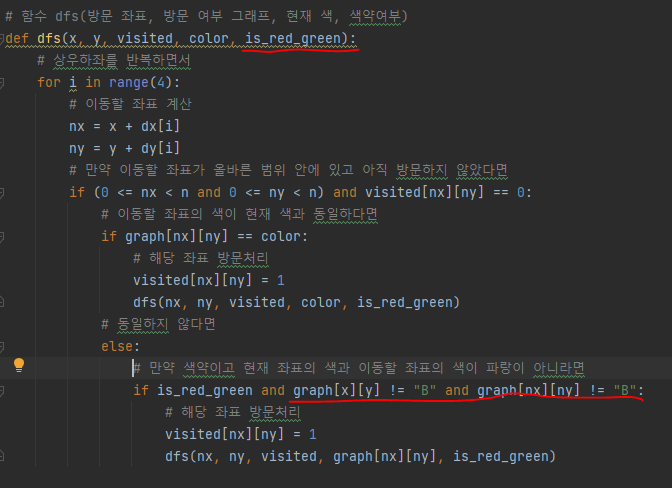 # 함수 dfs(방문 좌표, 방문 여부 그래프, 현재 색, 색약여부)
def dfs(x, y, visited, color, is_red_green):
# 상우하좌를 반복하면서
for i in range(4):
# 이동할 좌표 계산
nx = x + dx[i]
ny = y + dy[i]
# 만약 이동할 좌표가 올바른 범위 안에 있고 아직 방문하지 않았다면
if (0 <= nx < n and 0 <= ny < n) and visited[nx][ny] == 0:
# 이동할 좌표의 색이 현재 색과 동일하다면
if graph[nx][ny] == color:
# 해당 좌표 방문처리
visited[nx][ny] = 1
dfs(nx, ny, visited, color, is_red_green)
# 동일하지 않다면
else:
# 만약 색약이고 현재 좌표의 색과 이동할 좌표의 색이 파랑이 아니라면
if is_red_green and graph[x][y] != "B" and graph[nx][ny] != "B":
# 해당 좌표 방문처리
visited[nx][ny] = 1
dfs(nx, ny, visited, graph[nx][ny], is_red_green)